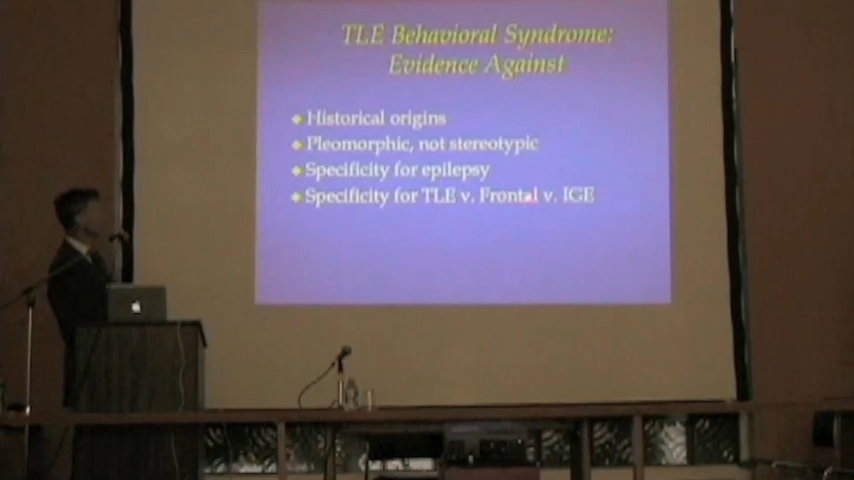 TLE Behavioral Syndrome:
Evidence Against
Historical origins
Pleomorphic, not stereotypic
Specificity for epilepsy
Specificity for TLE v. Frontal v. IGE